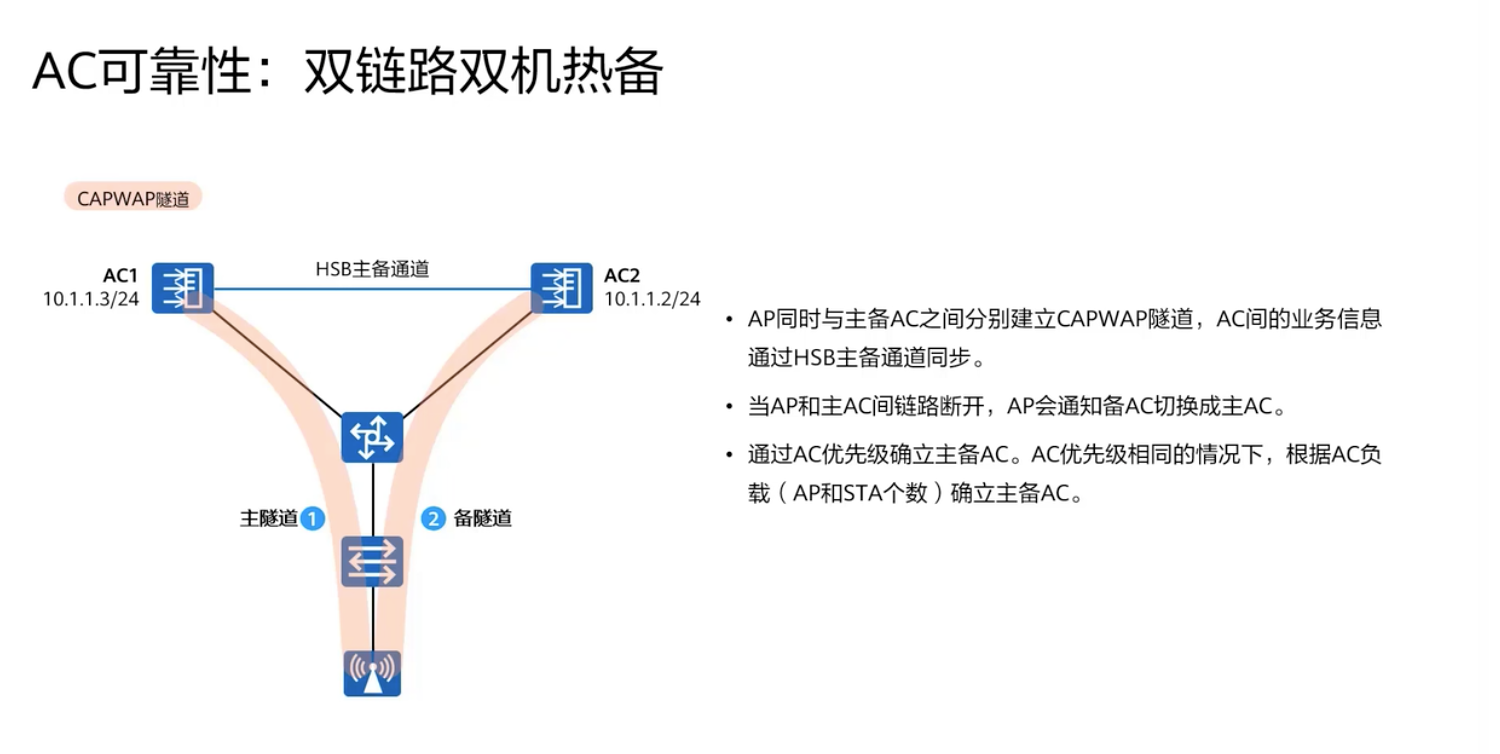 AC可靠性：双链路双机热备
CAPWAP隧道
HSB主备通道
AC1
10.1.1.3/24
AC2
10.1.1.2/24
主隧道 1
2 备隧道
• AP同时与主备AC之间分别建立CAPWAP隧道，AC间的业务信息
通过HSB主备通道同步。
• 当AP和主AC间链路断开，AP会通知备AC切换成主AC。
• 通过AC优先级确立主备AC。AC优先级相同的情况下，根据AC负
载（AP和STA个数）确立主备AC。